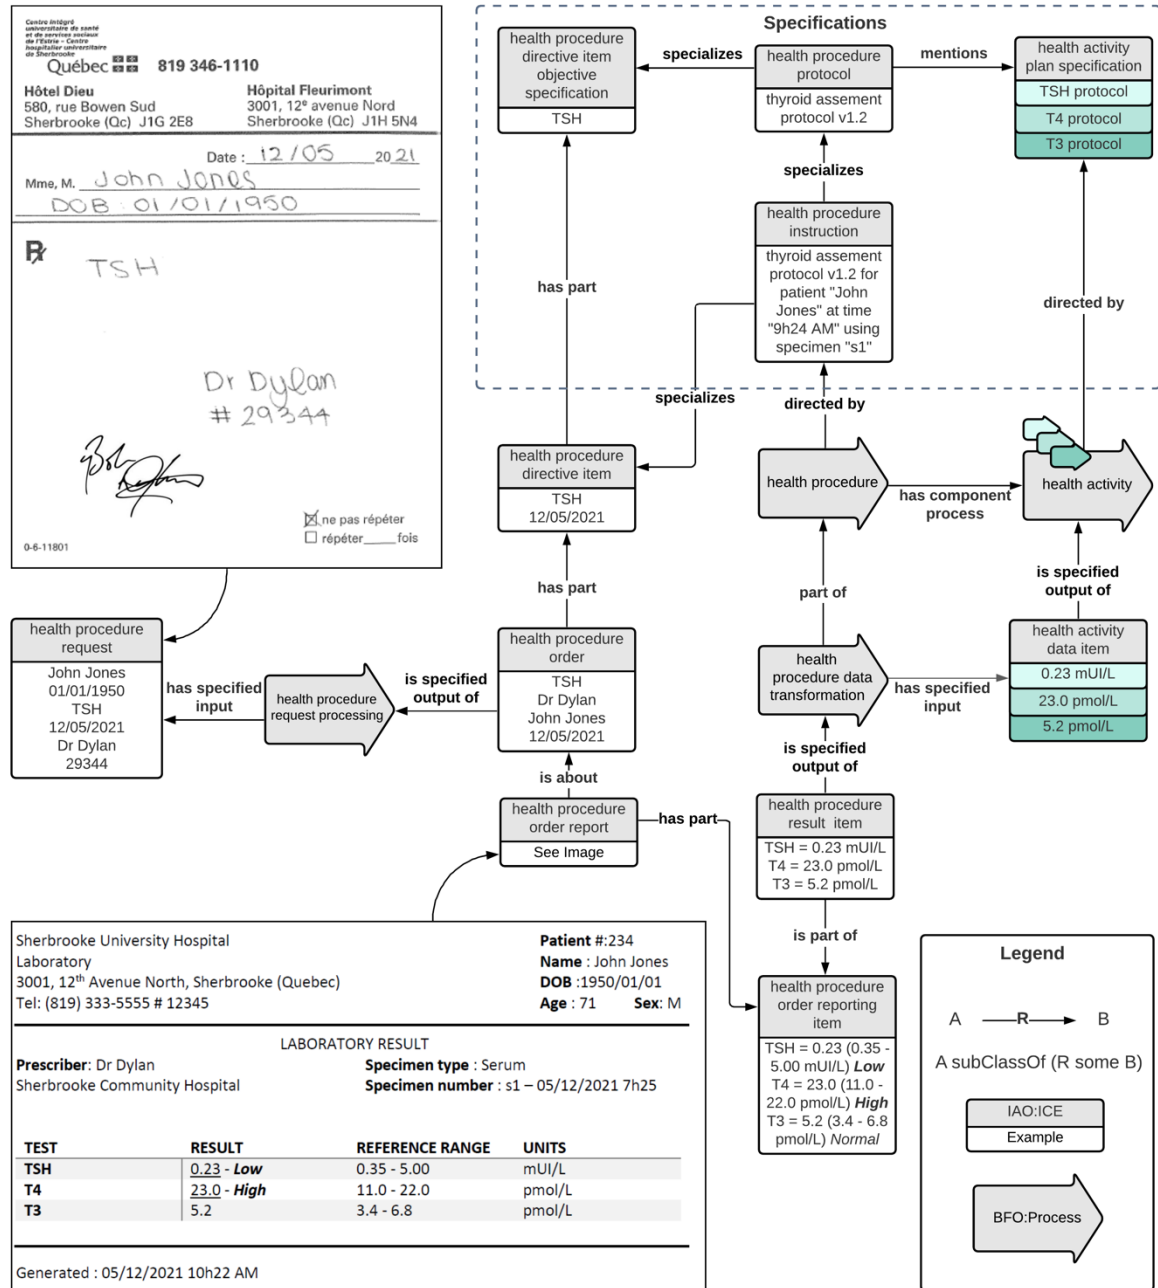 Centre intégré
universitaire de santé
et de services sociaux
de l'Estrie – Centre
hospitalier universitaire
de Sherbrooke
Québec 819 346-1110
Hôtel Dieu
580, rue Bowen Sud
Sherbrooke (Qc) J1G 2E8
Hôpital Fleurimont
3001, 12e avenue Nord
Sherbrooke (Qc) J1H 5N4
Date : 12/05 2021
Mme, M. John Jones
DOB : 01/01/1950
TSH
Dr Dylan
# 29344
ne pas répéter
répéter fois
0-6-11801
Specifications
health procedure
directive item
objective
specification
TSH
specializes
health procedure
protocol
thyroid assement
protocol v1.2
mentions
health activity
plan specification
TSH protocol
T4 protocol
T3 protocol
specializes
health procedure
instruction
thyroid assement
protocol v1.2 for
patient "John
Jones" at time
"9h24 AM" using
specimen "s1"
has part
directed by
specializes
directed by
health procedure
directive item
TSH
12/05/2021
health procedure
has component
process
health activity
has part
part of
is specified
output of
health procedure
request
John Jones
01/01/1950
TSH
12/05/2021
Dr Dylan
29344
has specified
input
health procedure
request processing
is specified
output of
health procedure
order
TSH
Dr Dylan
John Jones
12/05/2021
health
procedure data
transformation
has specified
input
health activity
data item
0.23 mUI/L
23.0 pmol/L
5.2 pmol/L
is about
is specified
output of
health procedure
order report
See Image
has part
health procedure
result item
TSH = 0.23 mUI/L
T4 = 23.0 pmol/L
T3 = 5.2 pmol/L
is part of
health procedure
order reporting
item
TSH = 0.23 (0.35 -
5.00 mUI/L) Low
T4 = 23.0 (11.0 -
22.0 pmol/L) High
T3 = 5.2 (3.4 - 6.8
pmol/L) Normal
Sherbrooke University Hospital
Laboratory
3001, 12th Avenue North, Sherbrooke (Quebec)
Tel: (819) 333-5555 # 12345
Patient #:234
Name : John Jones
DOB :1950/01/01
Age : 71 Sex: M
LABORATORY RESULT
Prescriber: Dr Dylan
Sherbrooke Community Hospital
Specimen type : Serum
Specimen number : s1 – 05/12/2021 7h25
TEST RESULT REFERENCE RANGE UNITS
TSH 0.23 - Low 0.35 - 5.00 mUI/L
T4 23.0 - High 11.0 - 22.0 pmol/L
T3 5.2 3.4 - 6.8 pmol/L
Generated : 05/12/2021 10h22 AM
Legend
A R B
A subClassOf (R some B)
IAO:ICE
Example
BFO:Process